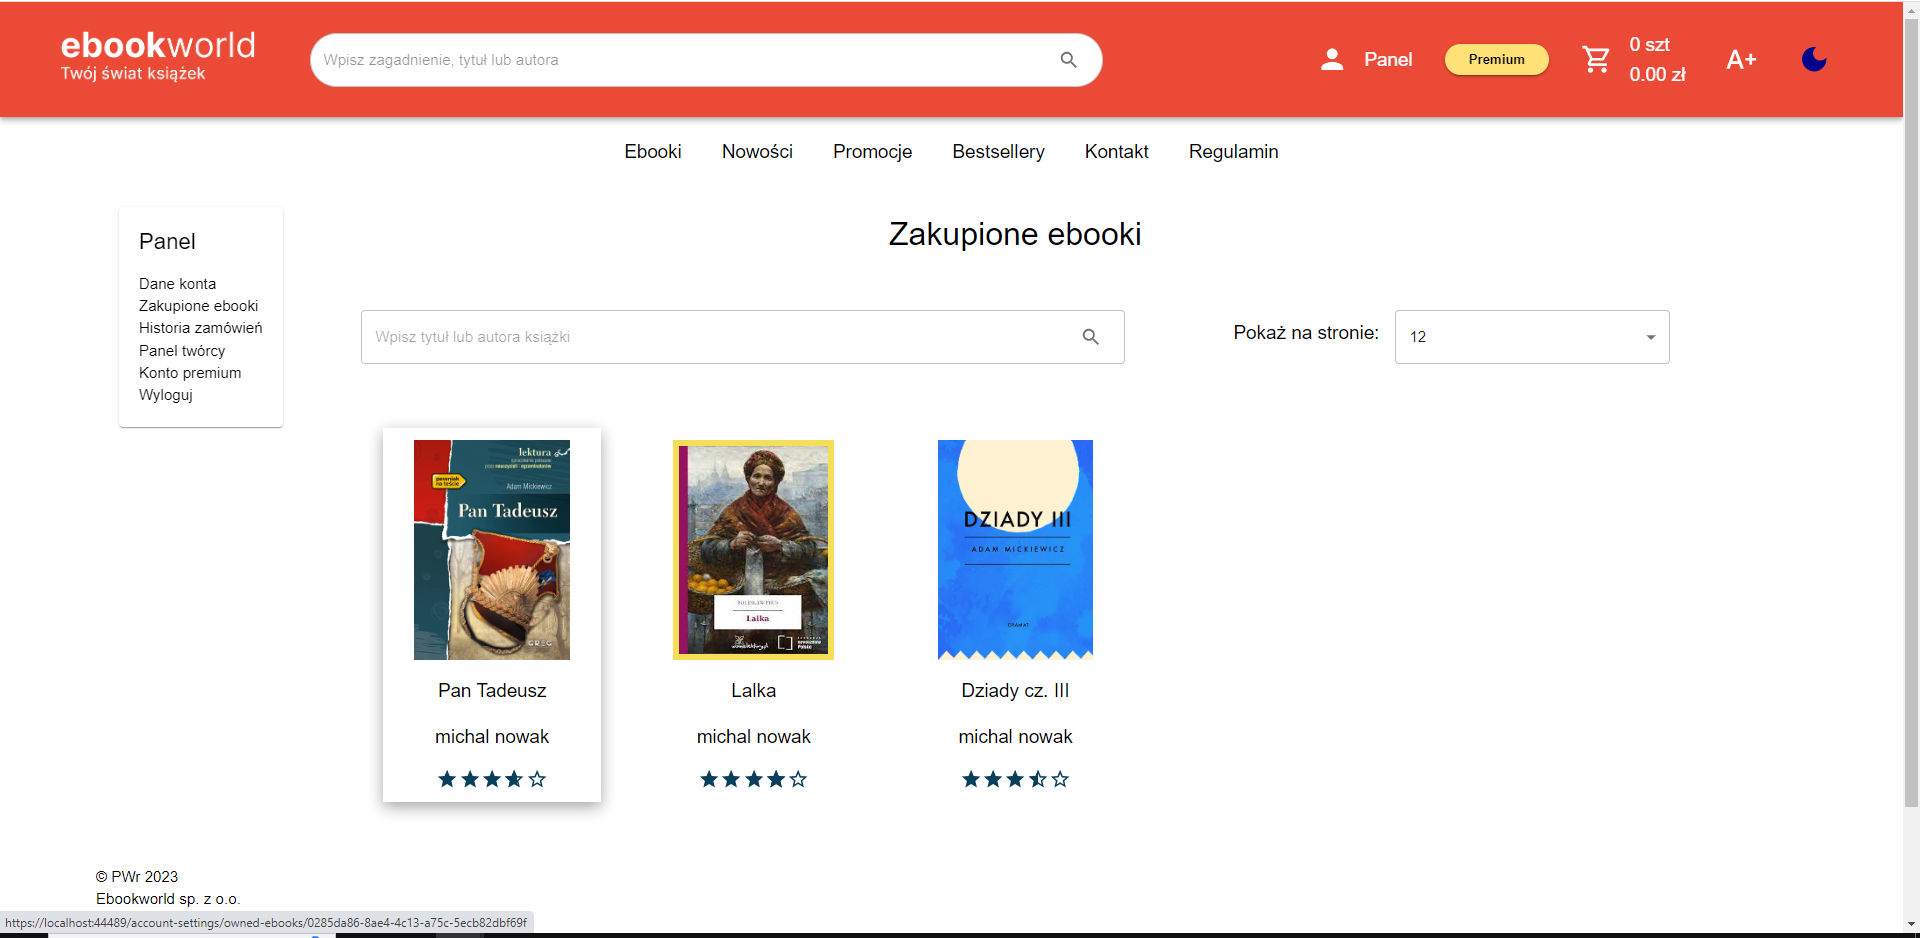 ebookworld
Twój świat książek
Wpisz zagadnienie, tytuł lub autora
Panel
Premium
0 szt
0.00 zł
A+
Ebooki Nowości Promocje Bestsellery Kontakt Regulamin
Panel
Dane konta
Zakupione ebooki
Historia zamówień
Panel twórcy
Konto premium
Wyloguj
Zakupione ebooki
Wpisz tytuł lub autora książki
Pokaż na stronie:
12
lektura
Adam Mickiewicz
Pan Tadeusz
GREG
Pan Tadeusz
michal nowak
BOLESŁAW PRUS
Lalka
Lalka
michal nowak
DZIADY III
ADAM MICKIEWICZ
DRAMAT
Dziady cz. III
michal nowak
© PWr 2023
Ebookworld sp. z o.o.
https://localhost:44489/account-settings/owned-ebooks/0285da86-8ae4-4c13-a75c-5ecb82dbf69f